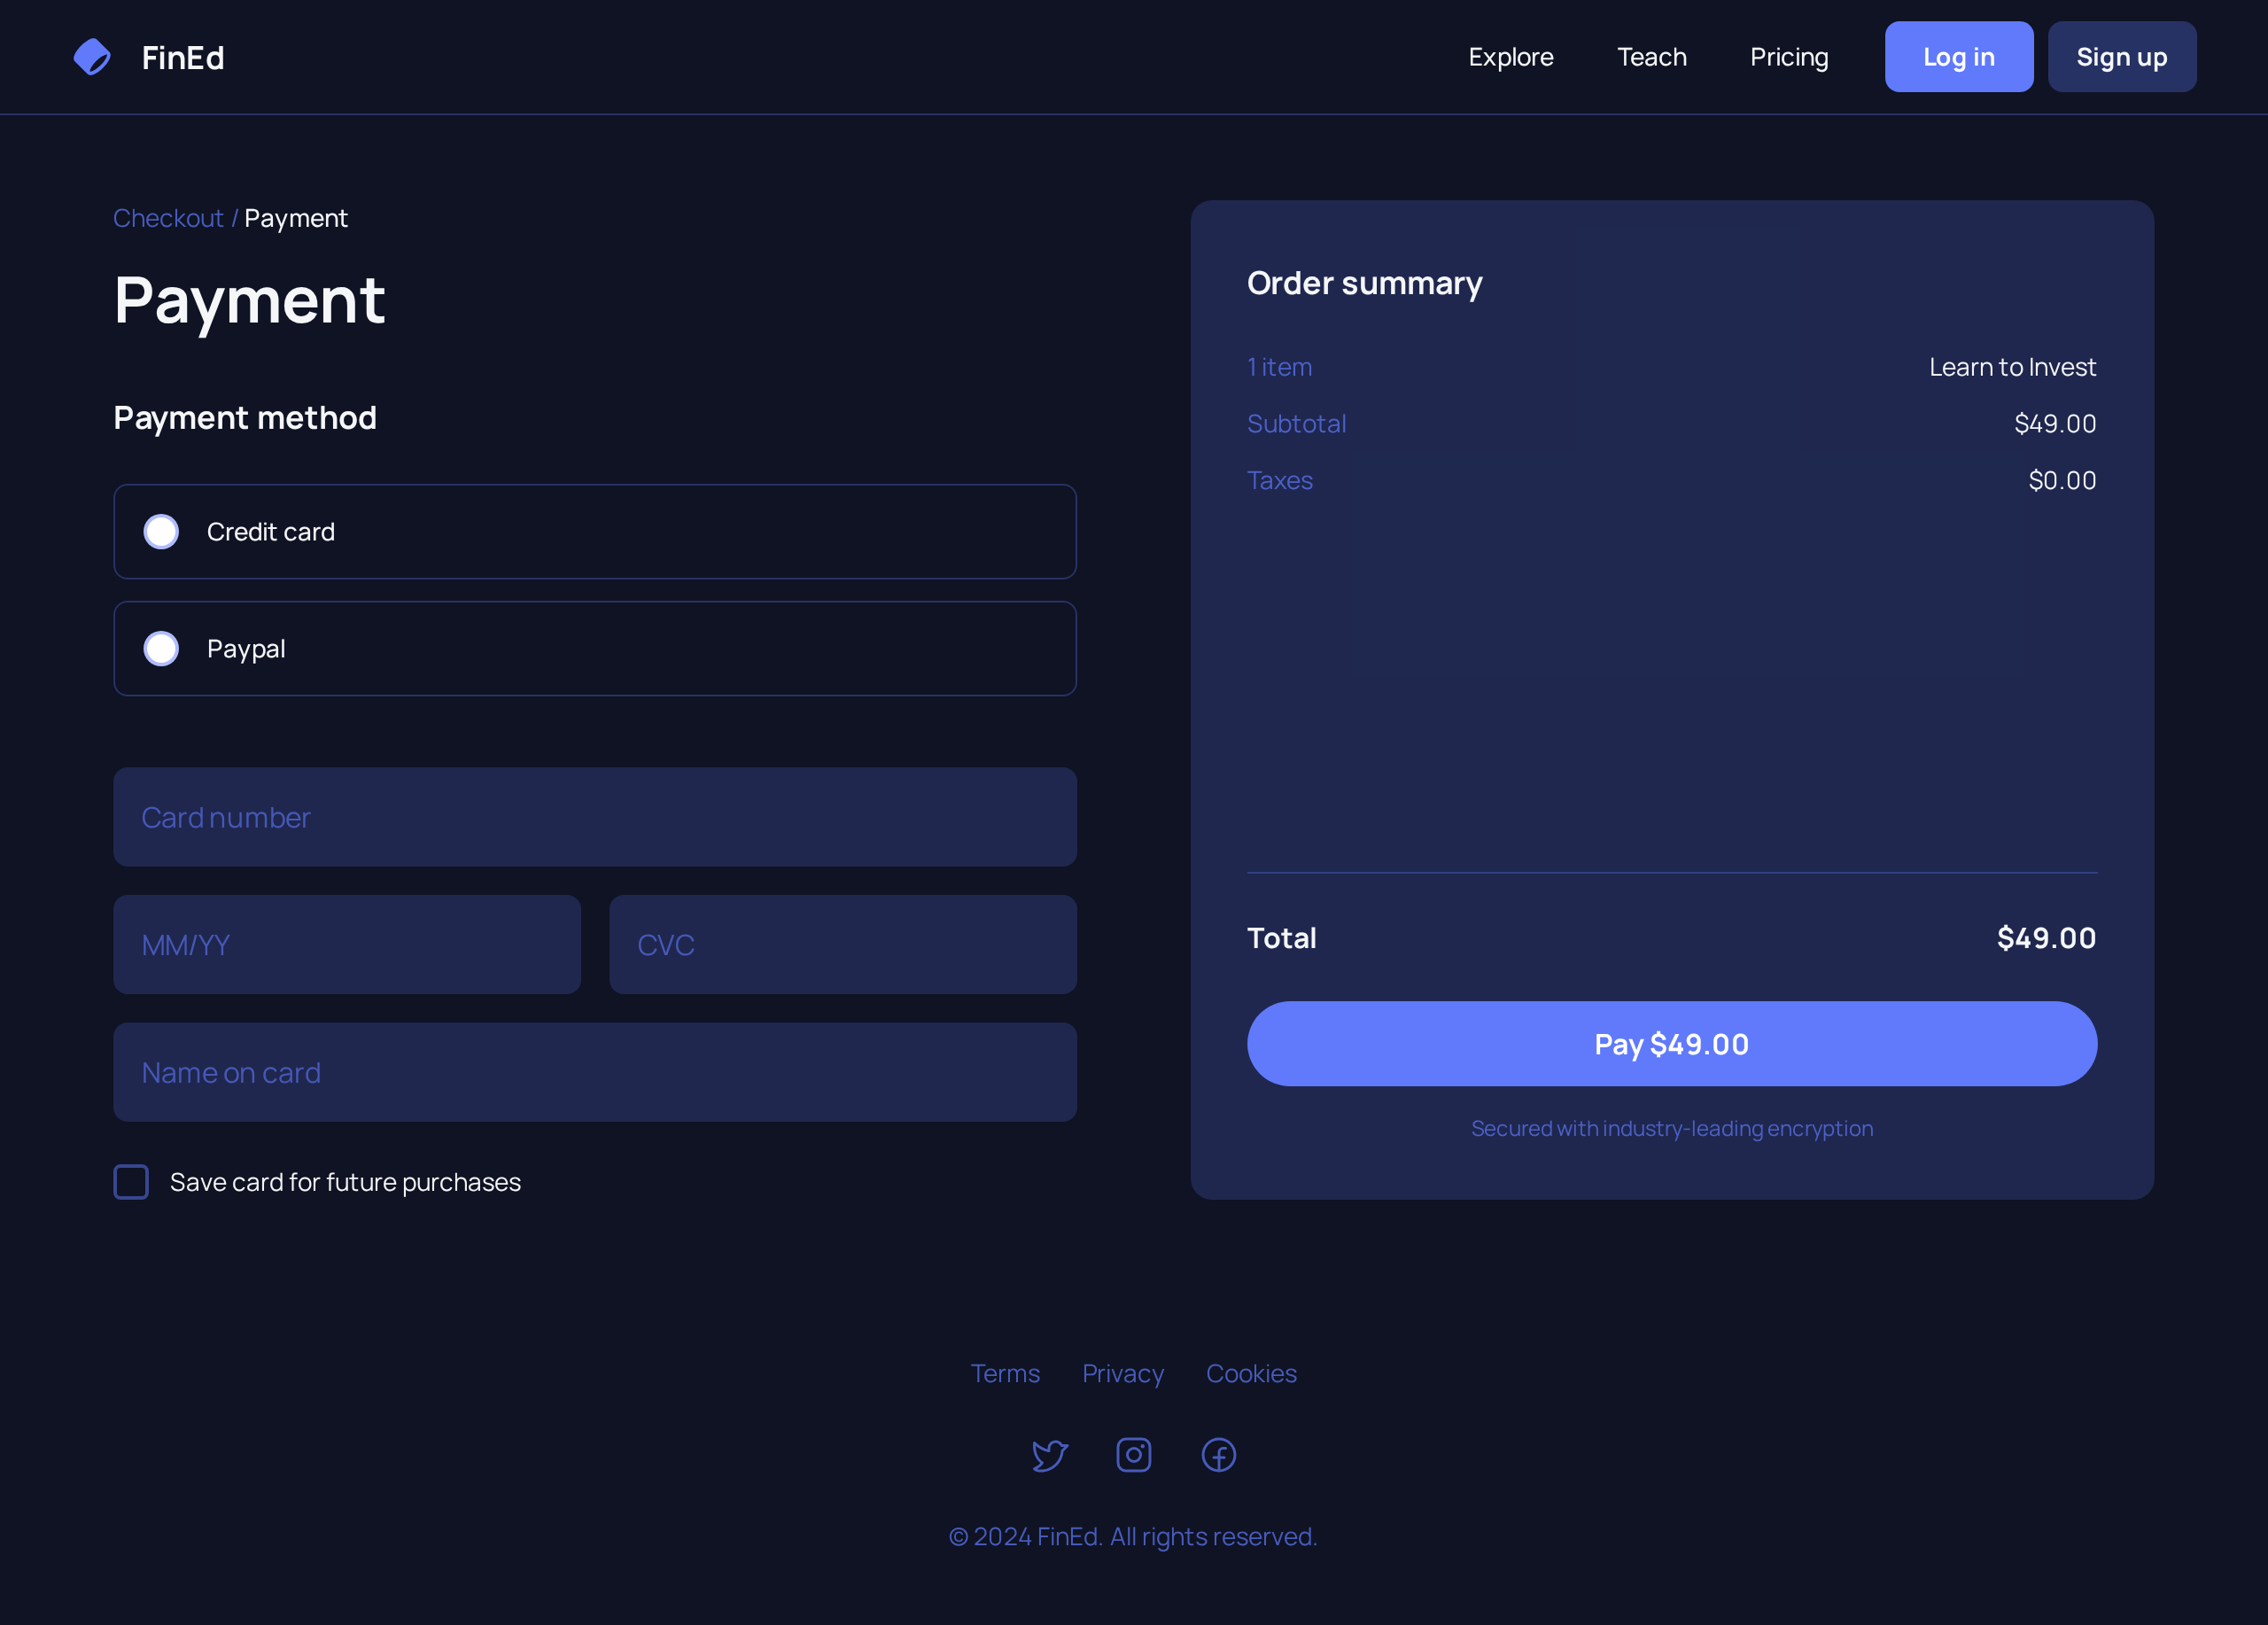 FinEd
Explore Teach Pricing Log in Sign up
Checkout / Payment
Payment
Payment method
Credit card
Paypal
Card number
MM/YY CVC
Name on card
Save card for future purchases
Order summary
1 item Learn to Invest
Subtotal $49.00
Taxes $0.00
Total $49.00
Pay $49.00
Secured with industry-leading encryption
Terms Privacy Cookies
© 2024 FinEd. All rights reserved.